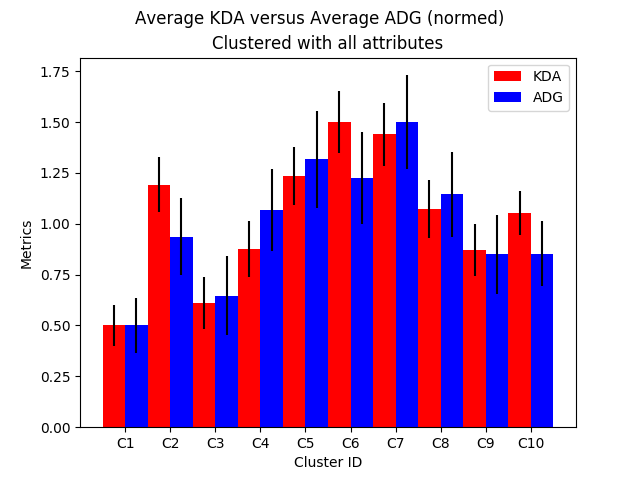 Average KDA versus Average ADG (normed)
Clustered with all attributes
KDA
ADG
Metrics
1.75
1.50
1.25
1.00
0.75
0.50
0.25
0.00
C1 C2 C3 C4 C5 C6 C7 C8 C9 C10
Cluster ID